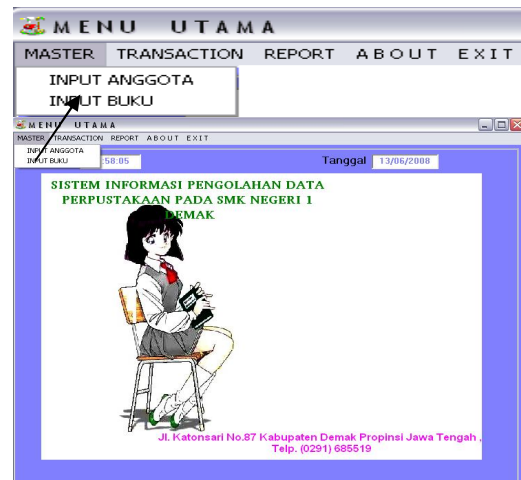 MENU UTAMA
MASTER TRANSACTION REPORT ABOUT EXIT
INPUT ANGGOTA
INPUT BUKU
MENU UTAMA
MASTER TRANSACTION REPORT ABOUT EXIT
INPUT ANGGOTA
INPUT BUKU
:58:05 Tanggal 13/06/2008
SISTEM INFORMASI PENGOLAHAN DATA
PERPUSTAKAAN PADA SMK NEGERI 1
DEMAK
Jl. Katonsari No.87 Kabupaten Demak Propinsi Jawa Tengah ,
Telp. (0291) 685519